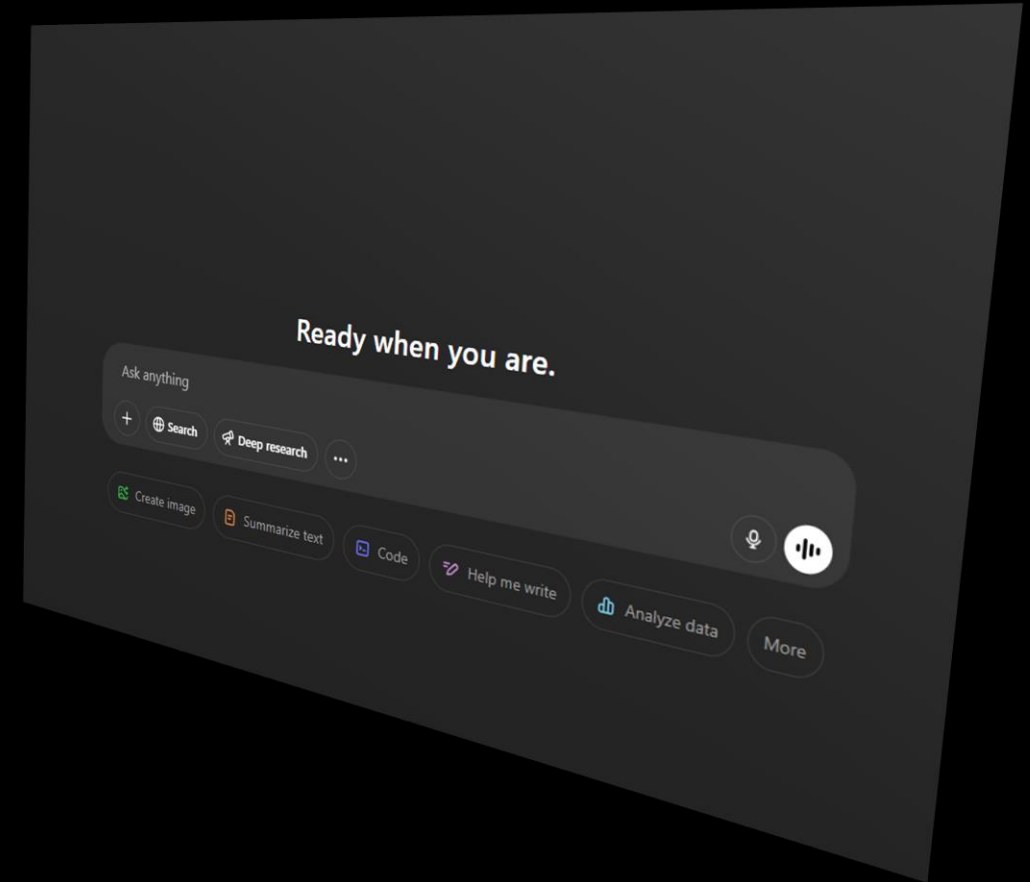 Ready when you are.
Ask anything
Search Deep research
Create image Summarize text Code Help me write Analyze data More